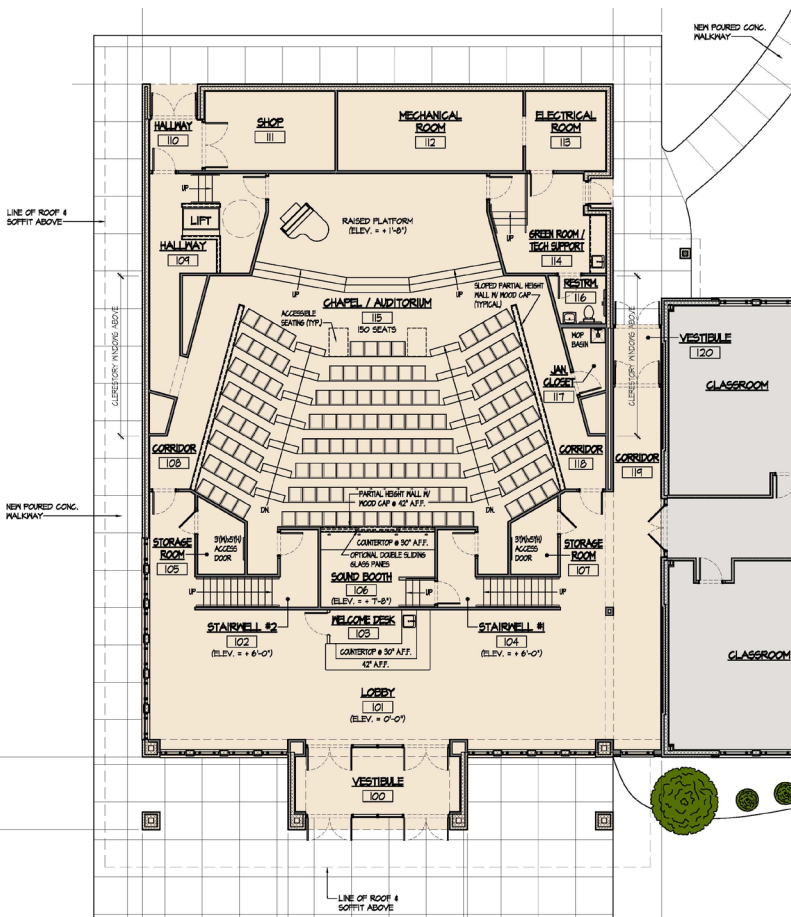 NEW POURED CONC.
WALKWAY
HALLWAY
110
SHOP
111
MECHANICAL
ROOM
112
ELECTRICAL
ROOM
113
UP
LIFT
RAISED PLATFORM
(ELEV. = + 1'-8")
UP
LINE OF ROOF &
SOFFIT ABOVE
HALLWAY
109
GREEN ROOM /
TECH SUPPORT
114
UP
UP
SLOPED PARTIAL HEIGHT
WALL W/ WOOD CAP
(TYPICAL)
RESTRM.
116
CHAPEL / AUDITORIUM
115
150 SEATS
ACCESSIBLE
SEATING (TYP.)
CLERESTORY WINDOWS ABOVE
MOP
BASIN
JAN.
CLOSET
117
CLERESTORY WINDOWS ABOVE
VESTIBULE
120
CLASSROOM
CORRIDOR
108
CORRIDOR
118
CORRIDOR
119
NEW POURED CONC.
WALKWAY
DN.
PARTIAL HEIGHT WALL W/
WOOD CAP @ 42" A.F.F.
DN.
STORAGE
ROOM
105
3'(W)x5'(H)
ACCESS
DOOR
COUNTERTOP @ 30" A.F.F.
OPTIONAL DOUBLE SLIDING
GLASS PANES
SOUND BOOTH
106
(ELEV. = + 7'-8")
3'(W)x5'(H)
ACCESS
DOOR
STORAGE
ROOM
107
UP
UP
UP
STAIRWELL #2
102
(ELEV. = + 6'-0")
WELCOME DESK
103
COUNTERTOP @ 30" A.F.F.
42" A.F.F.
STAIRWELL #1
104
(ELEV. = + 6'-0")
CLASSROOM
LOBBY
101
(ELEV. = 0'-0")
VESTIBULE
100
LINE OF ROOF &
SOFFIT ABOVE